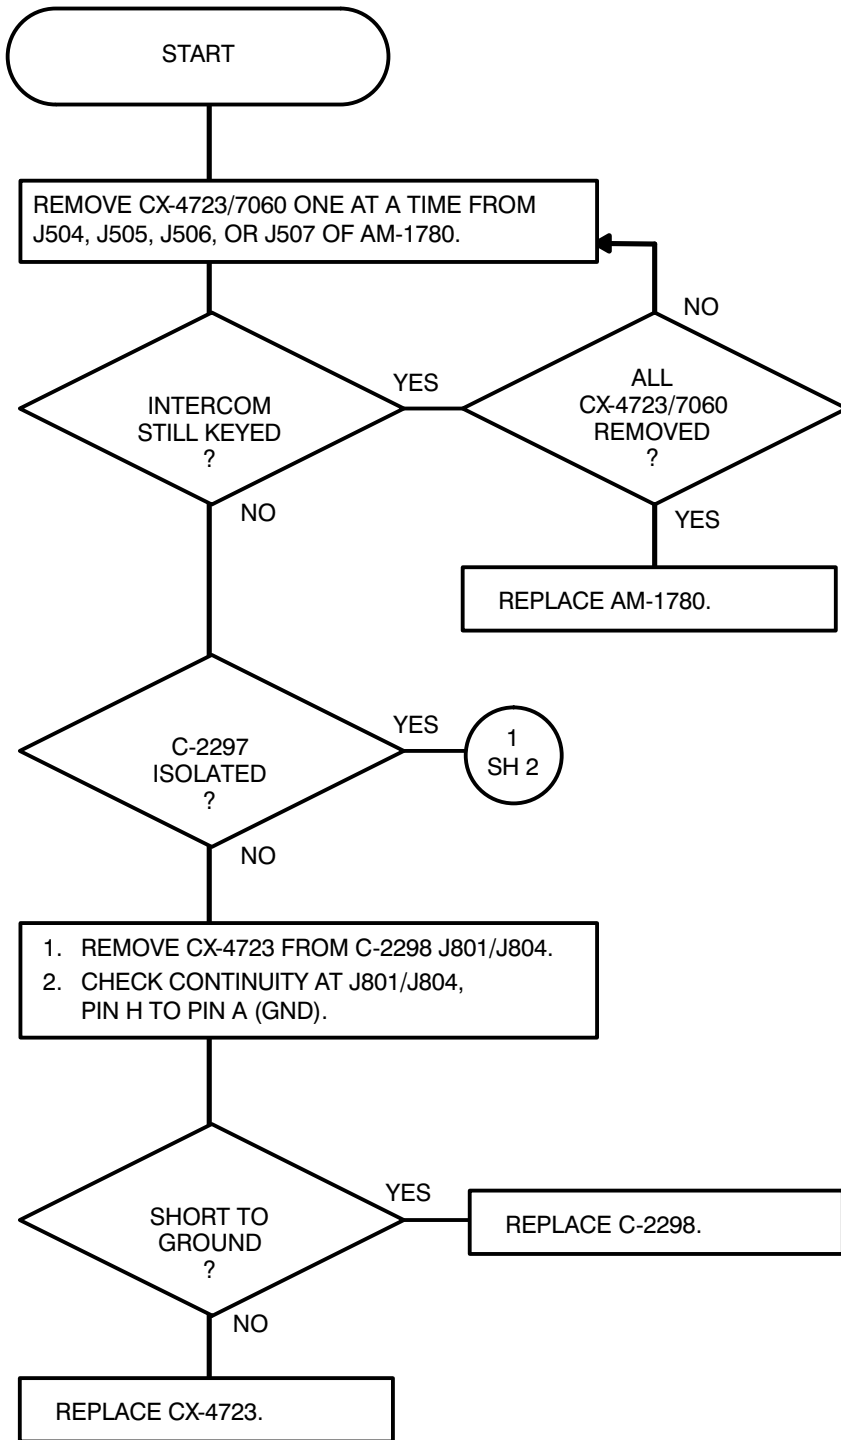 START
REMOVE CX-4723/7060 ONE AT A TIME FROM
J504, J505, J506, OR J507 OF AM-1780.
NO
YES
INTERCOM
STILL KEYED
?
ALL
CX-4723/7060
REMOVED
?
NO
YES
REPLACE AM-1780.
C-2297
ISOLATED
?
YES
1
SH 2
NO
1. REMOVE CX-4723 FROM C-2298 J801/J804.
2. CHECK CONTINUITY AT J801/J804,
PIN H TO PIN A (GND).
SHORT TO
GROUND
?
YES
REPLACE C-2298.
NO
REPLACE CX-4723.